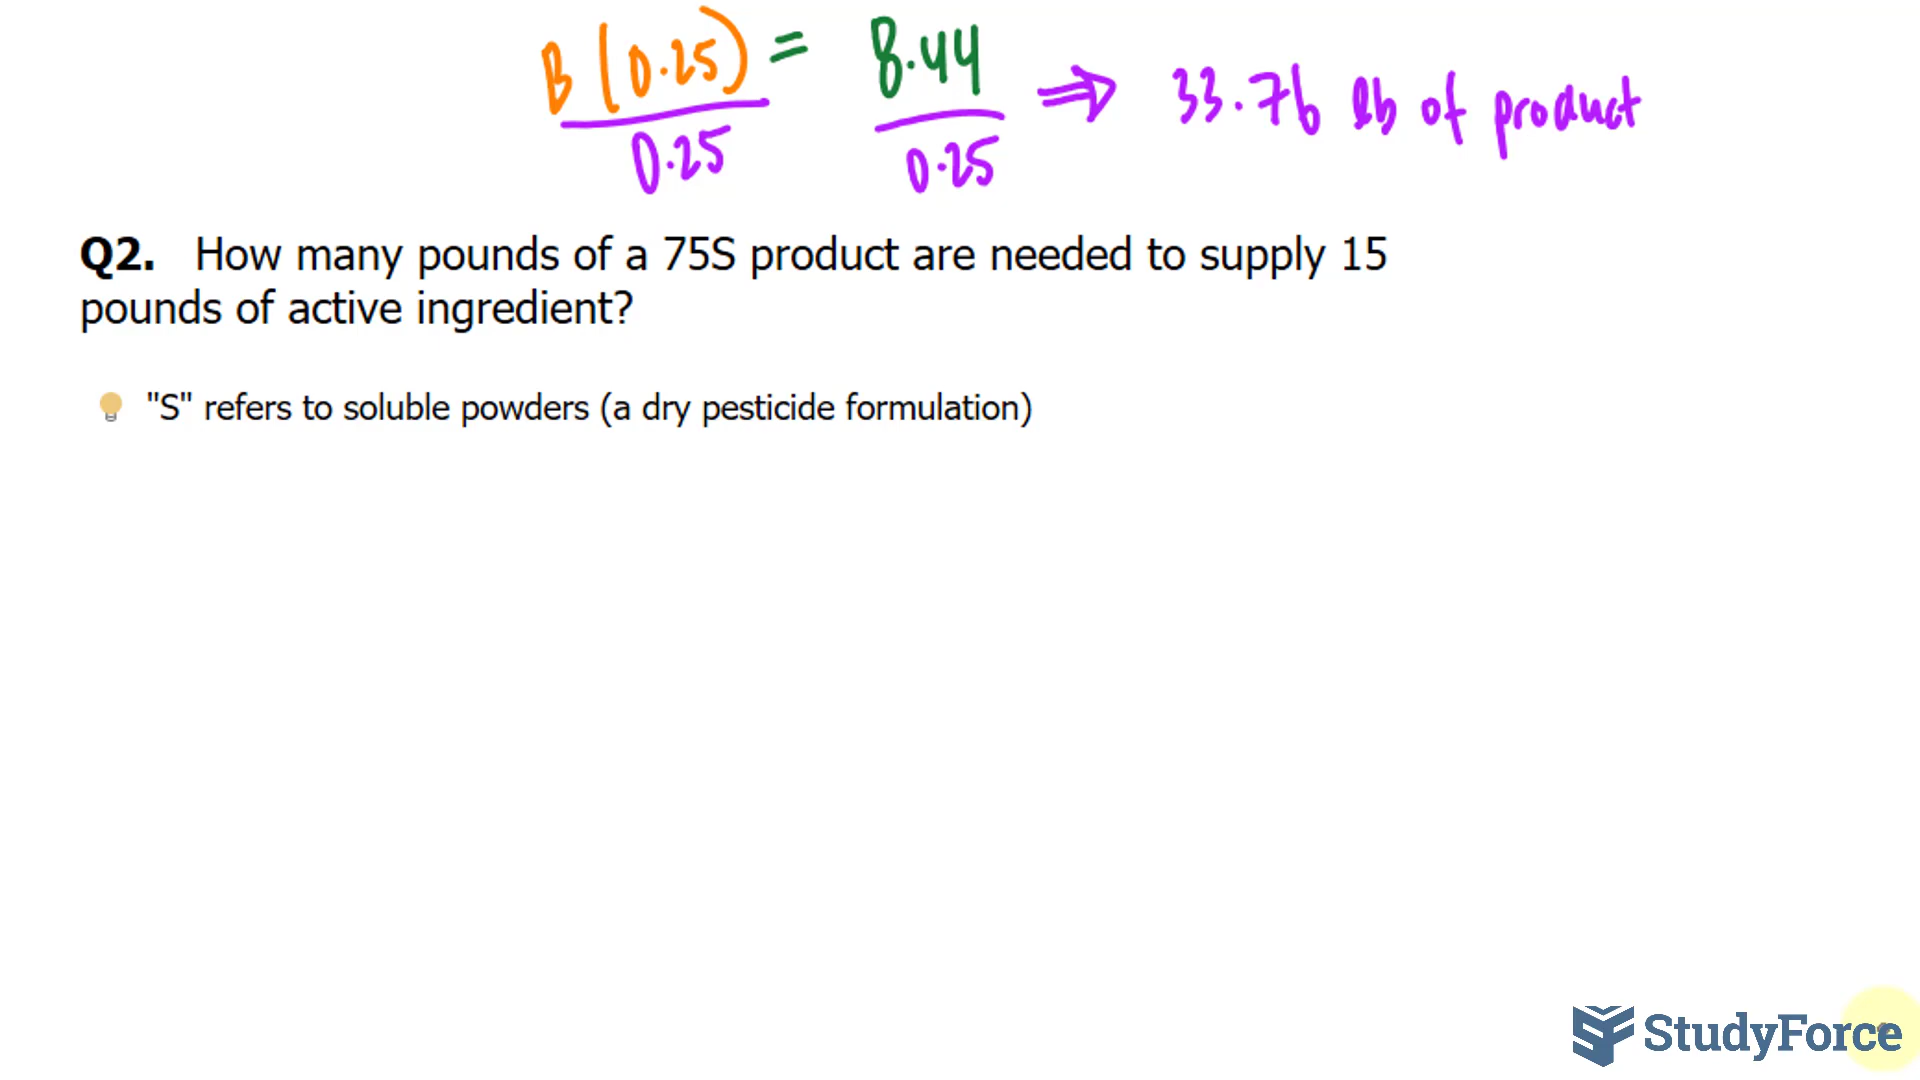 B (0.25) = 8.44 ⇒ 33.76 lb of product
0.25 0.25
Q2. How many pounds of a 75S product are needed to supply 15
pounds of active ingredient?
"S" refers to soluble powders (a dry pesticide formulation)
StudyForce